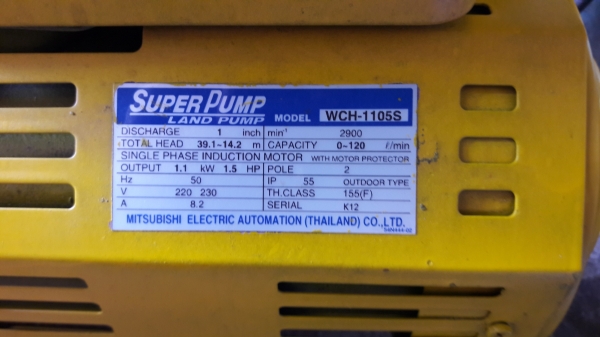 SUPER PUMP
LAND PUMP MODEL WCH-1105S
DISCHARGE 1 inch min⁻¹ 2900
TOTAL HEAD 39.1~14.2 m CAPACITY 0~120 ℓ/min
SINGLE PHASE INDUCTION MOTOR WITH MOTOR PROTECTOR
OUTPUT 1.1 kW 1.5 HP POLE 2
Hz 50 IP 55 OUTDOOR TYPE
V 220 230 TH.CLASS 155(F)
A 8.2 SERIAL K12
MITSUBISHI ELECTRIC AUTOMATION (THAILAND) CO.,LTD.